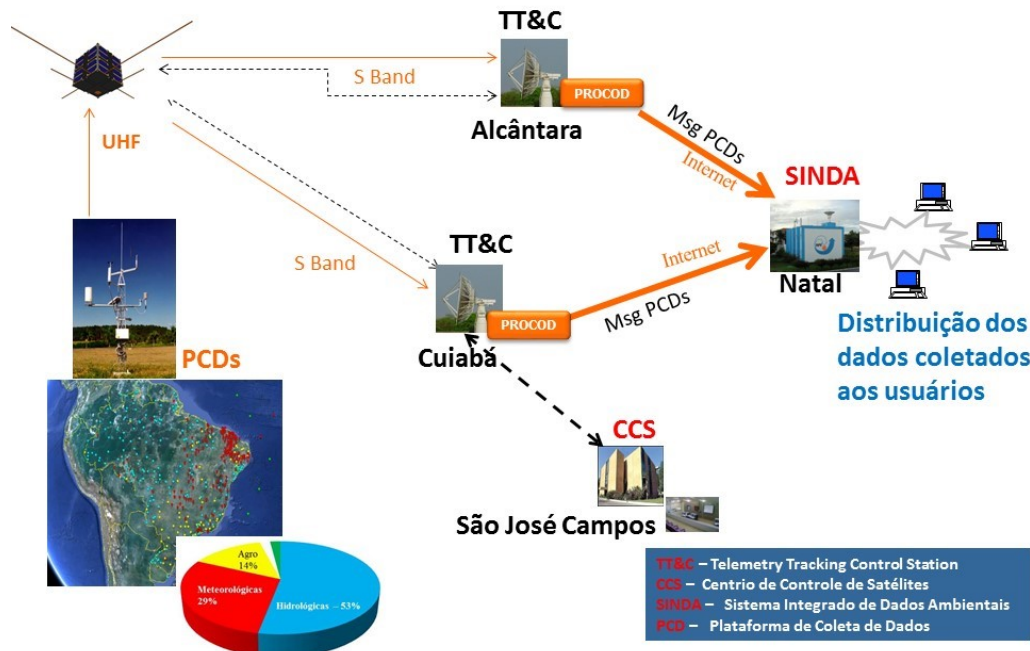 TT&C
S Band
PROCOD
Alcântara
UHF
Msg PCDs
Internet
SINDA
TT&C
S Band
Internet
Natal
PROCOD
Msg PCDs
Cuiabá
PCDs
Distribuição dos
dados coletados
aos usuários
CCS
São José Campos
Agro
14%
Meteorológicas
29%
Hidrológicas – 53%
TT&C – Telemetry Tracking Control Station
CCS – Centrio de Controle de Satélites
SINDA – Sistema Integrado de Dados Ambientais
PCD – Plataforma de Coleta de Dados